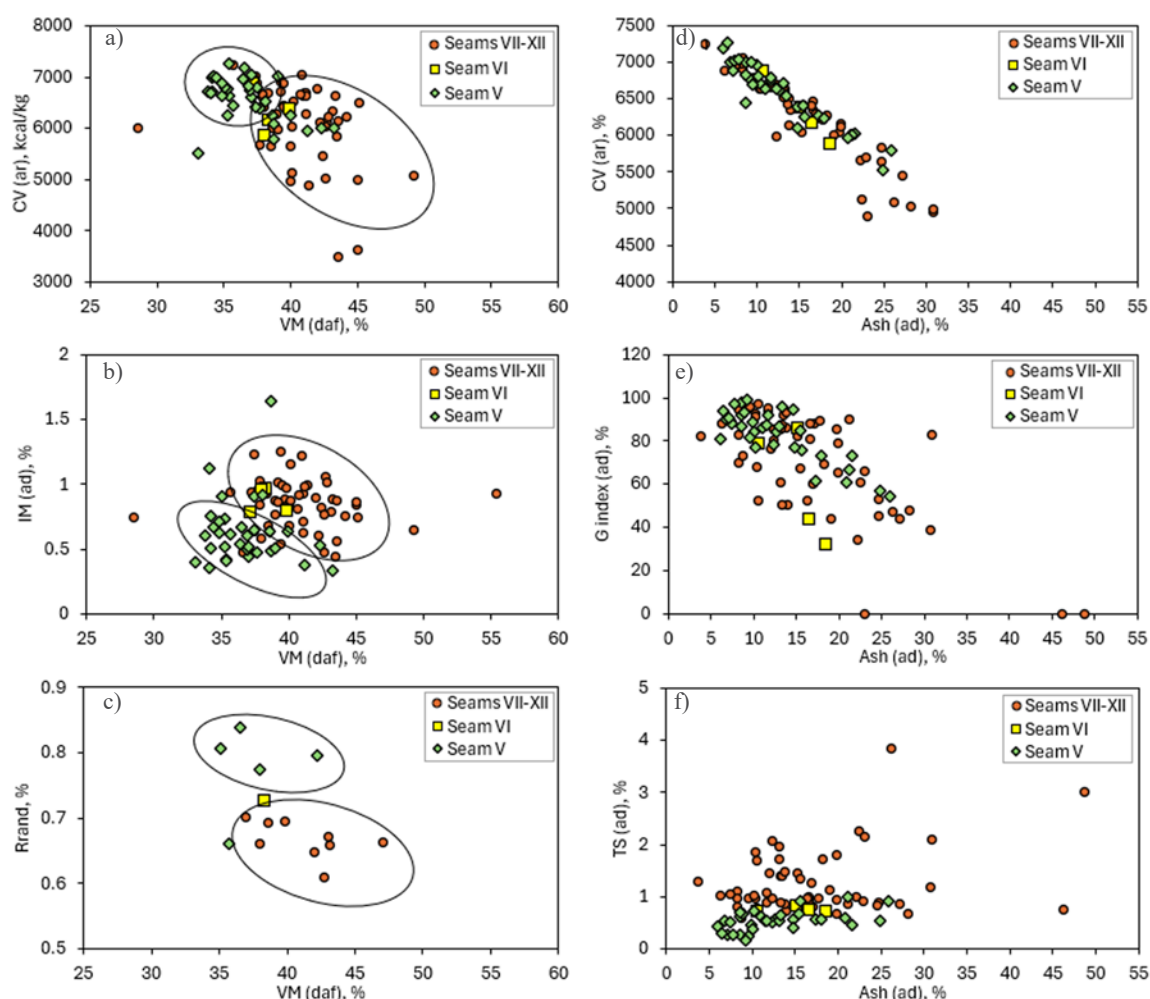 a)
8000
7000
6000
5000
4000
3000
CV (ar), kcal/kg
25 30 35 40 45 50 55 60
VM (daf), %
Seams VII-XII
Seam VI
Seam V
d)
7500
7000
6500
6000
5500
5000
4500
4000
CV (ar), %
0 5 10 15 20 25 30 35 40 45 50 55
Ash (ad), %
Seams VII-XII
Seam VI
Seam V
b)
2
1.5
1
0.5
0
IM (ad), %
25 30 35 40 45 50 55 60
VM (daf), %
Seams VII-XII
Seam VI
Seam V
e)
120
100
80
60
40
20
0
G index (ad), %
0 5 10 15 20 25 30 35 40 45 50 55
Ash (ad), %
Seams VII-XII
Seam VI
Seam V
c)
0.9
0.8
0.7
0.6
0.5
Rrand, %
25 30 35 40 45 50 55 60
VM (daf), %
Seams VII-XII
Seam VI
Seam V
f)
5
4
3
2
1
0
TS (ad), %
0 5 10 15 20 25 30 35 40 45 50 55
Ash (ad), %
Seams VII-XII
Seam VI
Seam V